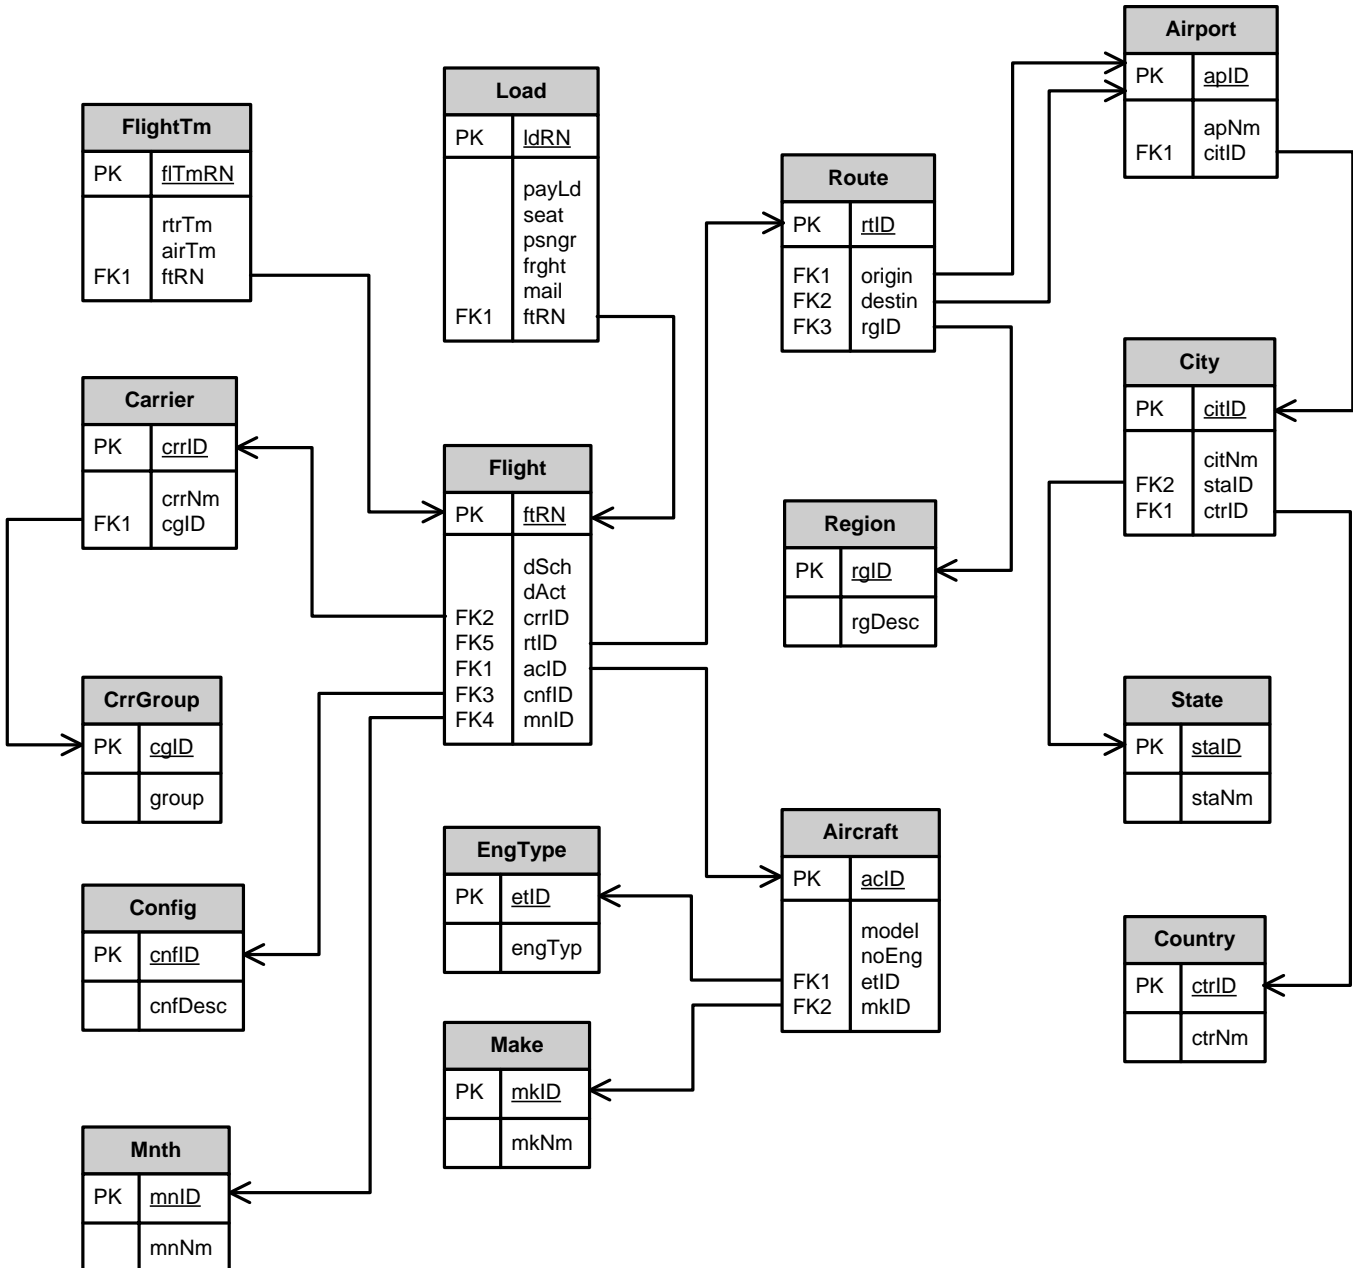 FlightTm
PK flTmRN
rtrTm
airTm
FK1 ftRN
Load
PK ldRN
payLd
seat
psngr
frght
mail
FK1 ftRN
Route
PK rtID
FK1 origin
FK2 destin
FK3 rgID
Airport
PK apID
apNm
FK1 citID
Carrier
PK crrID
crrNm
FK1 cgID
Flight
PK ftRN
dSch
dAct
FK2 crrID
FK5 rtID
FK1 acID
FK3 cnfID
FK4 mnID
Region
PK rgID
rgDesc
City
PK citID
citNm
FK2 staID
FK1 ctrID
CrrGroup
PK cgID
group
State
PK staID
staNm
EngType
PK etID
engTyp
Aircraft
PK acID
model
noEng
FK1 etID
FK2 mkID
Config
PK cnfID
cnfDesc
Make
PK mkID
mkNm
Country
PK ctrID
ctrNm
Mnth
PK mnID
mnNm